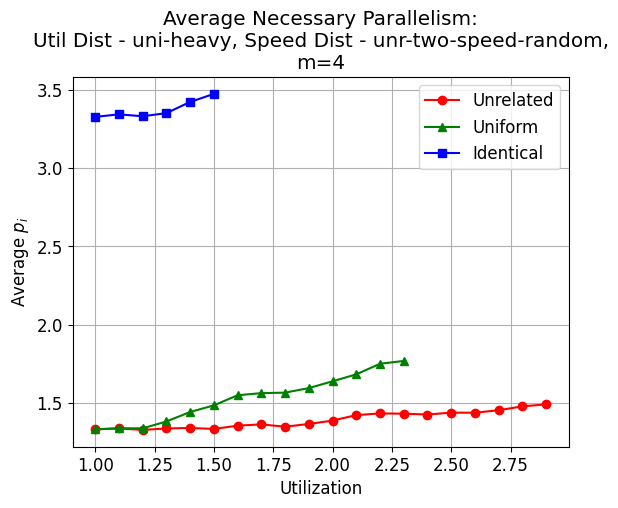 Average Necessary Parallelism:
Util Dist - uni-heavy, Speed Dist - unr-two-speed-random,
m=4
3.5
3.0
2.5
2.0
1.5
Average p_i
Unrelated
Uniform
Identical
1.00 1.25 1.50 1.75 2.00 2.25 2.50 2.75
Utilization